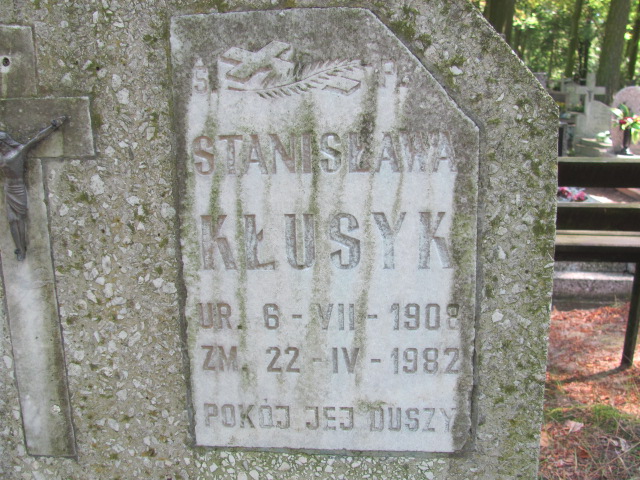 Ś. P.
STANISŁAWA
KŁUSYK
UR. 6 - VII - 1908
ZM. 22 - IV - 1982
POKÓJ JEJ DUSZY